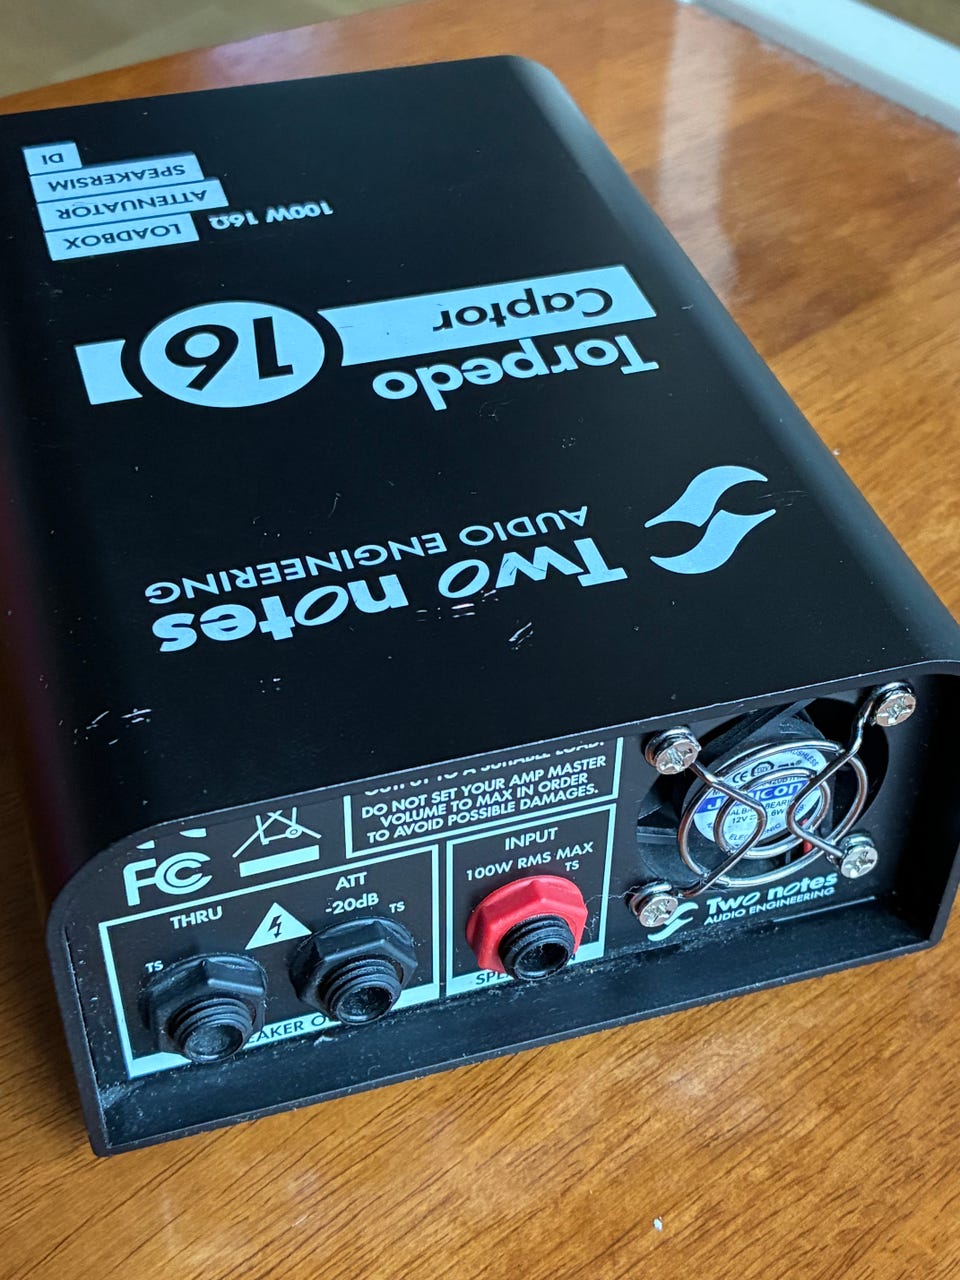 Two notes
AUDIO ENGINEERING
Torpedo
Captor
16
100W 16Ω
LOADBOX
ATTENUATOR
SPEAKERSIM
DI
DO NOT SET YOUR AMP MASTER
VOLUME TO MAX IN ORDER
TO AVOID POSSIBLE DAMAGES.
FC
THRU
TS
ATT
-20dB
TS
INPUT
100W RMS MAX
TS
CE
12V
Two notes
AUDIO ENGINEERING